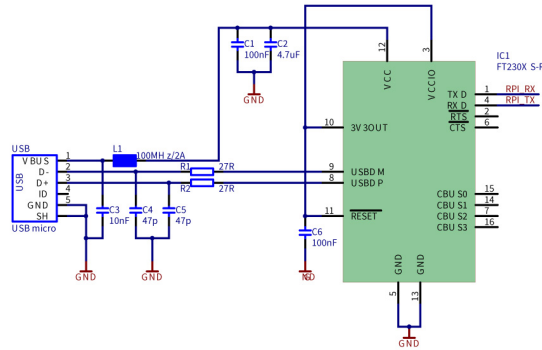 C1
100nF
C2
4.7uF
GND
12
VCC
3
VCCIO
IC1
FT230X S-R
TXD 1 RPI_RX
RXD 4 RPI_TX
RTS 2
CTS 6
10 3V3OUT
9 USBDM
8 USBDP
11 RESET
CBUS0 15
CBUS1 14
CBUS2 7
CBUS3 16
USB
USB
VBUS 1
D- 2
D+ 3
ID 4
GND 5
SH
USB micro
L1
100MHz/2A
R1 27R
R2 27R
C3
10nF
C4
47p
C5
47p
C6
100nF
GND
GND
GND
5
13
GND
GND